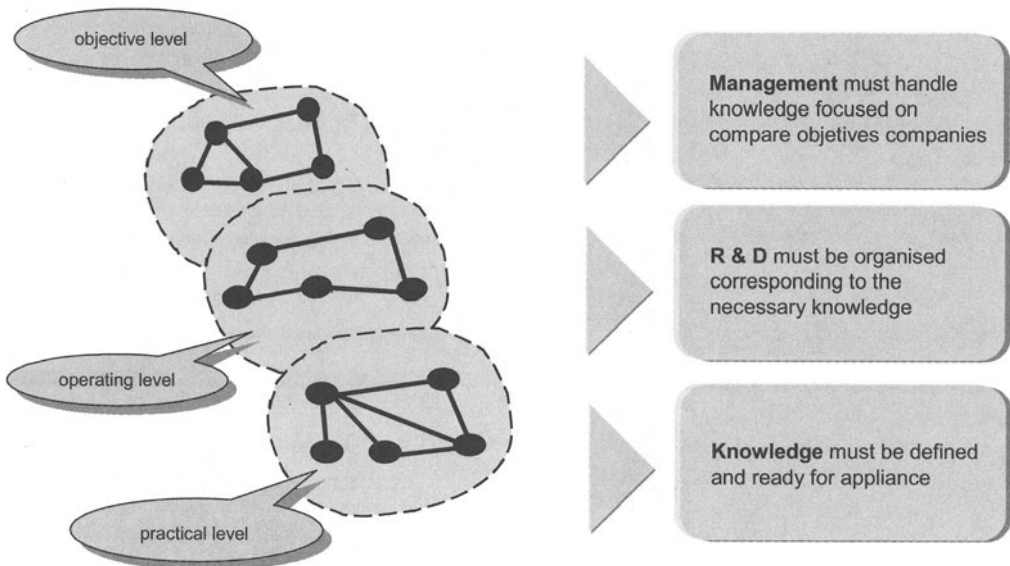 objective level
Management must handle
knowledge focused on
compare objetives companies
R & D must be organised
corresponding to the
necessary knowledge
operating level
Knowledge must be defined
and ready for appliance
practical level